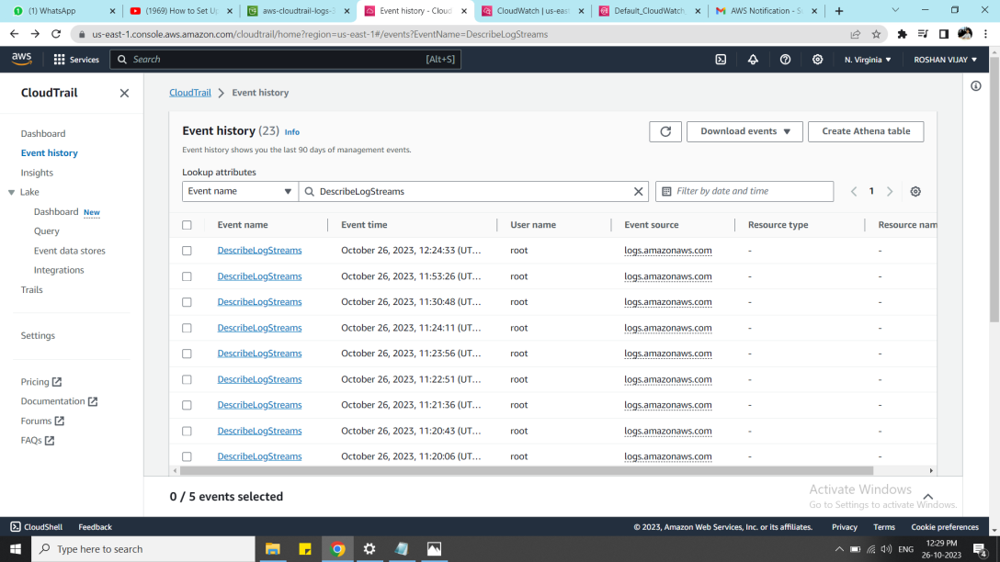 (1) WhatsApp
(1969) How to Set Up
aws-cloudtrail-logs-3
Event history - Cloud
CloudWatch | us-east
Default_CloudWatch_
AWS Notification - S
us-east-1.console.aws.amazon.com/cloudtrail/home?region=us-east-1#/events?EventName=DescribeLogStreams
aws
Services
Search
[Alt+S]
N. Virginia
ROSHAN VIJAY
CloudTrail
CloudTrail
Event history
Dashboard
Event history
Insights
Lake
Dashboard New
Query
Event data stores
Integrations
Trails
Settings
Pricing
Documentation
Forums
FAQs
Event history (23) Info
Download events
Create Athena table
Event history shows you the last 90 days of management events.
Lookup attributes
Event name
DescribeLogStreams
Filter by date and time
1
Event name Event time User name Event source Resource type Resource nam
DescribeLogStreams October 26, 2023, 12:24:33 (UT... root logs.amazonaws.com - -
DescribeLogStreams October 26, 2023, 11:53:26 (UT... root logs.amazonaws.com - -
DescribeLogStreams October 26, 2023, 11:30:48 (UT... root logs.amazonaws.com - -
DescribeLogStreams October 26, 2023, 11:24:11 (UT... root logs.amazonaws.com - -
DescribeLogStreams October 26, 2023, 11:23:56 (UT... root logs.amazonaws.com - -
DescribeLogStreams October 26, 2023, 11:22:51 (UT... root logs.amazonaws.com - -
DescribeLogStreams October 26, 2023, 11:21:36 (UT... root logs.amazonaws.com - -
DescribeLogStreams October 26, 2023, 11:20:43 (UT... root logs.amazonaws.com - -
DescribeLogStreams October 26, 2023, 11:20:06 (UT... root logs.amazonaws.com - -
0 / 5 events selected
Activate Windows
Go to Settings to activate Windows.
CloudShell
Feedback
© 2023, Amazon Web Services, Inc. or its affiliates.
Privacy
Terms
Cookie preferences
Type here to search
ENG
12:29 PM
26-10-2023
4